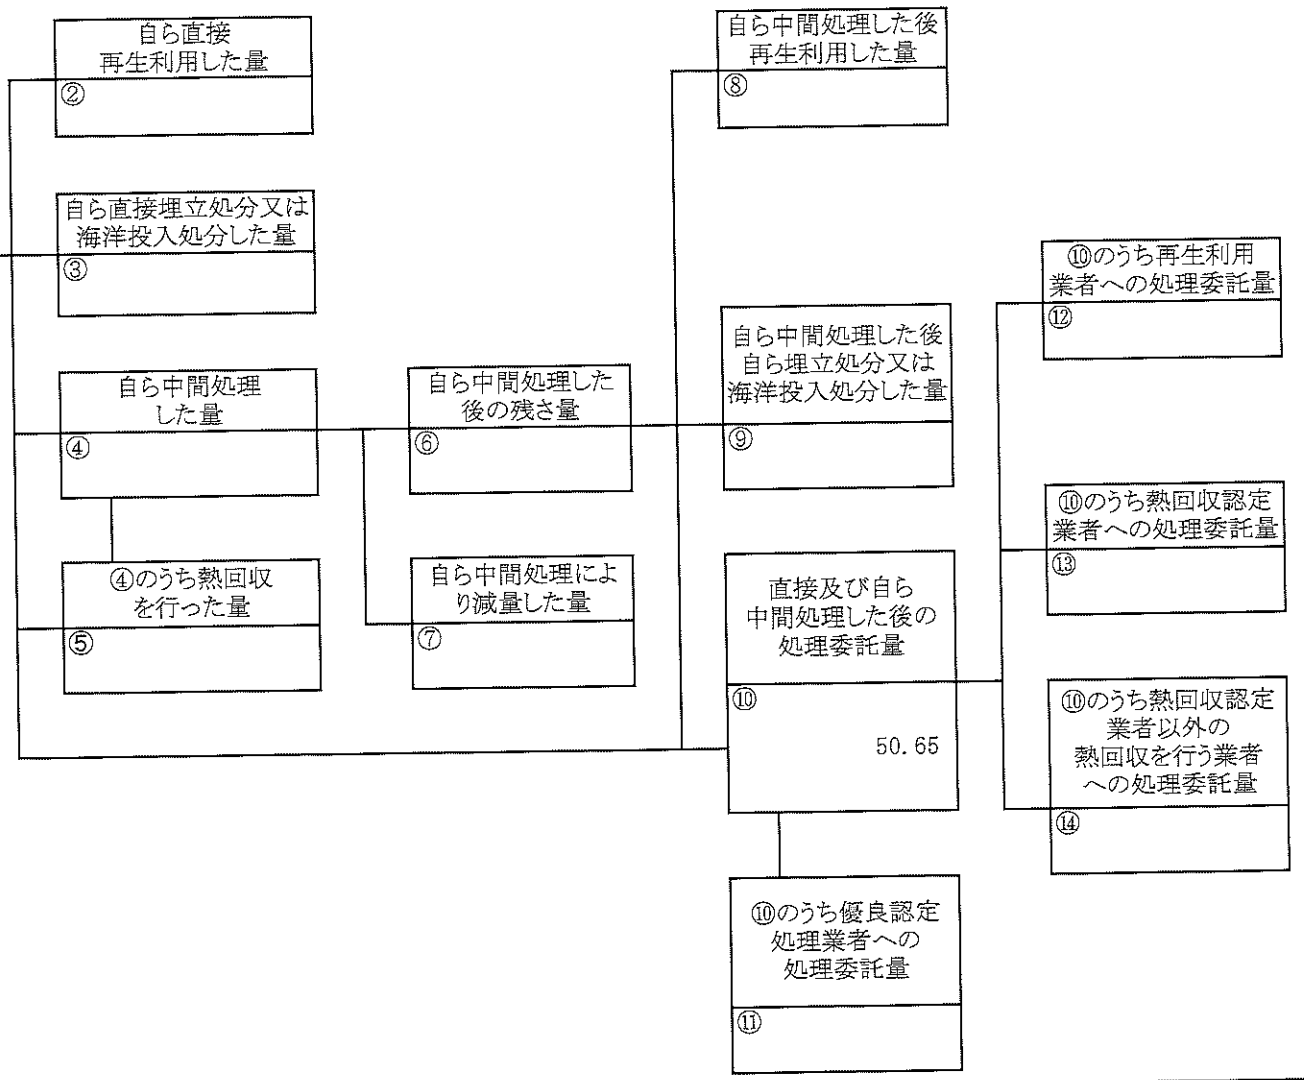 自ら直接
再生利用した量
②
自ら直接埋立処分又は
海洋投入処分した量
③
自ら中間処理
した量
④
④のうち熱回収
を行った量
⑤
自ら中間処理した
後の残さ量
⑥
自ら中間処理によ
り減量した量
⑦
自ら中間処理した後
再生利用した量
⑧
自ら中間処理した後
自ら埋立処分又は
海洋投入処分した量
⑨
直接及び自ら
中間処理した後の
処理委託量
⑩
50.65
⑩のうち優良認定
処理業者への
処理委託量
⑪
⑩のうち再生利用
業者への処理委託量
⑫
⑩のうち熱回収認定
業者への処理委託量
⑬
⑩のうち熱回収認定
業者以外の
熱回収を行う業者
への処理委託量
⑭